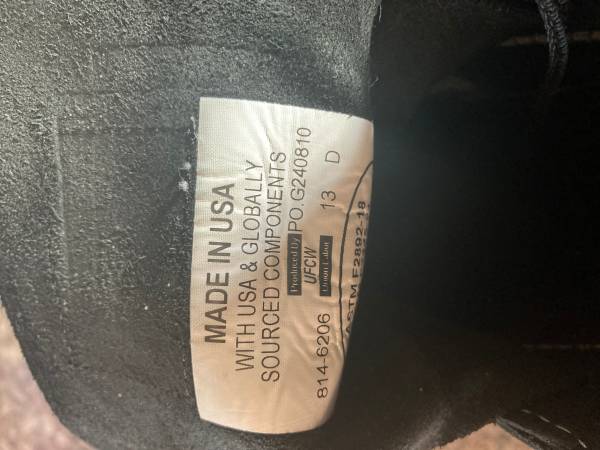 MADE IN USA
WITH USA & GLOBALLY
SOURCED COMPONENTS
Produced By
UFCW
Union Labor
PO.G240810
814-6206 13 D
ASTM F2892-18